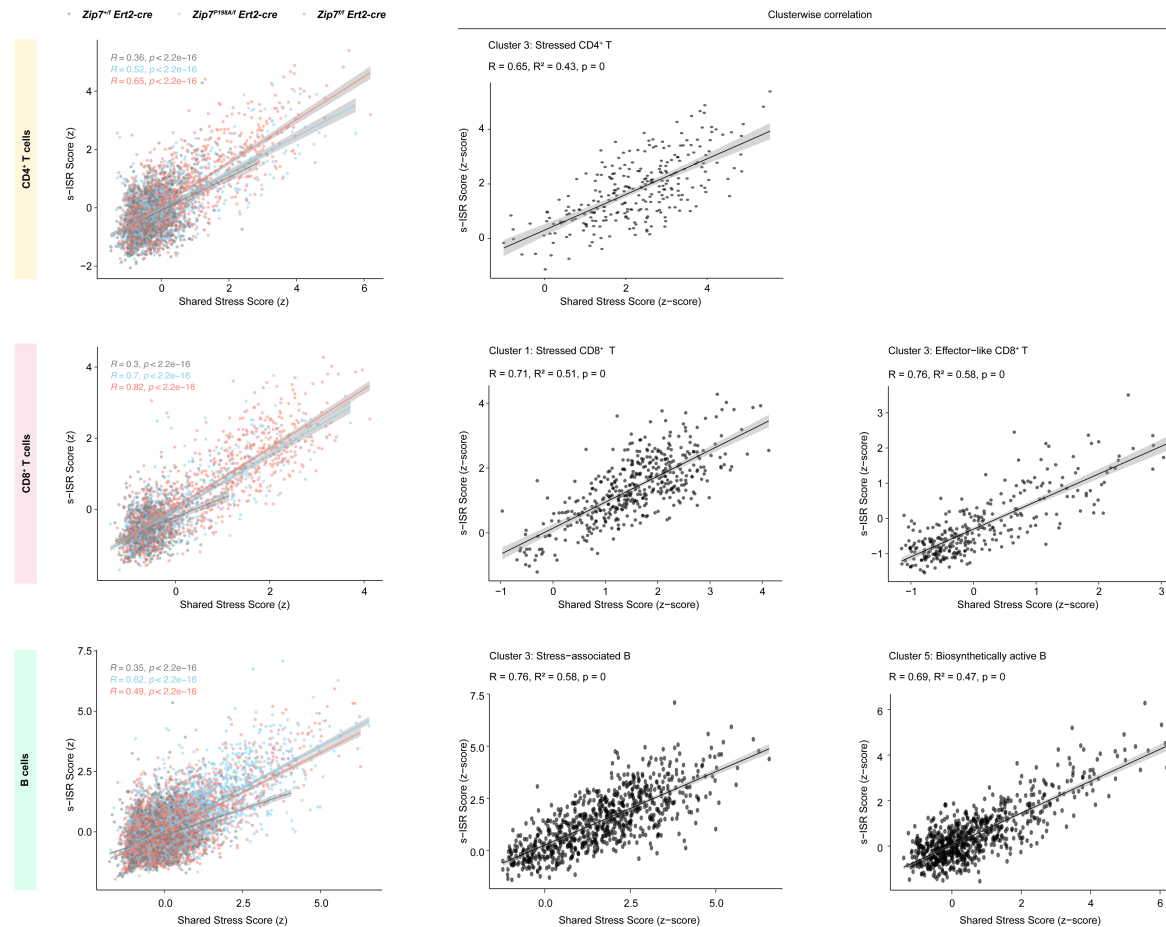 Zip7+/f Ert2-cre Zip7P198A/f Ert2-cre Zip7f/f Ert2-cre
Clusterwise correlation
CD4+ T cells
R = 0.36, p < 2.2e−16
R = 0.52, p < 2.2e−16
R = 0.65, p < 2.2e−16
s−ISR Score (z)
4
2
0
−2
0 2 4 6
Shared Stress Score (z)
Cluster 3: Stressed CD4+ T
R = 0.65, R² = 0.43, p = 0
s−ISR Score (z−score)
4
2
0
0 2 4
Shared Stress Score (z−score)
CD8+ T cells
R = 0.3, p < 2.2e−16
R = 0.7, p < 2.2e−16
R = 0.82, p < 2.2e−16
s−ISR Score (z)
4
2
0
0 2 4
Shared Stress Score (z)
Cluster 1: Stressed CD8+ T
R = 0.71, R² = 0.51, p = 0
s−ISR Score (z−score)
4
2
0
−1 0 1 2 3 4
Shared Stress Score (z−score)
Cluster 3: Effector−like CD8+ T
R = 0.76, R² = 0.58, p = 0
s−ISR Score (z−score)
3
2
1
0
−1
−1 0 1 2 3
Shared Stress Score (z−score)
B cells
R = 0.35, p < 2.2e−16
R = 0.62, p < 2.2e−16
R = 0.49, p < 2.2e−16
s−ISR Score (z)
7.5
5.0
2.5
0.0
0.0 2.5 5.0
Shared Stress Score (z)
Cluster 3: Stress−associated B
R = 0.76, R² = 0.58, p = 0
s−ISR Score (z−score)
7.5
5.0
2.5
0.0
0.0 2.5 5.0
Shared Stress Score (z−score)
Cluster 5: Biosynthetically active B
R = 0.69, R² = 0.47, p = 0
s−ISR Score (z−score)
6
4
2
0
0 2 4 6
Shared Stress Score (z−score)